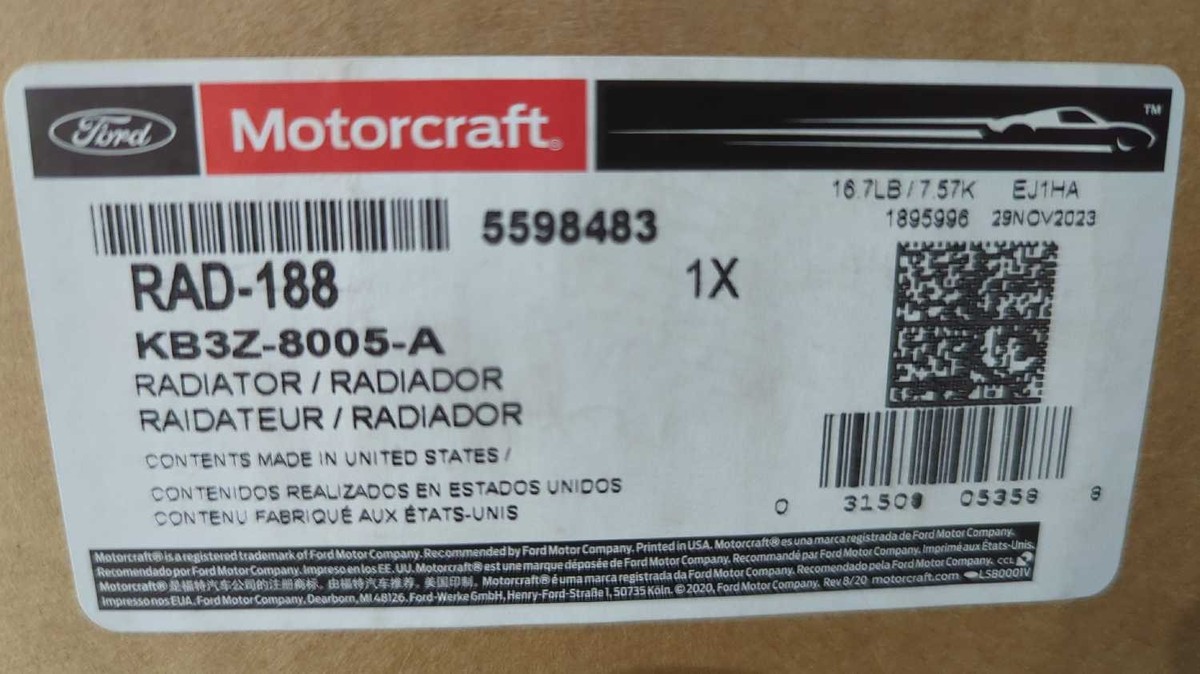 Ford Motorcraft® TM
16.7LB / 7.57K EJ1HA
1895996 29NOV2023
5598483
RAD-188 1X
KB3Z-8005-A
RADIATOR / RADIADOR
RAIDATEUR / RADIADOR
CONTENTS MADE IN UNITED STATES /
CONTENIDOS REALIZADOS EN ESTADOS UNIDOS
CONTENU FABRIQUÉ AUX ÉTATS-UNIS
0 31508 05358 8
Motorcraft® is a registered trademark of Ford Motor Company. Recommended by Ford Motor Company. Printed in USA. Motorcraft® es una marca registrada de Ford Motor Company.
Recomendado por Ford Motor Company. Impreso en los EE. UU. Motorcraft® est une marque déposée de Ford Motor Company. Recommandé par Ford Motor Company. Imprimé aux États-Unis.
Motorcraft® 是福特汽车公司的注册商标. 由福特汽车推荐. 美国印制. Motorcraft® é uma marca registrada da Ford Motor Company. Recomendado pela Ford Motor Company. CCL 2
Impresso nos EUA. Ford Motor Company, Dearborn, MI 48126. Ford-Werke GmbH, Henry-Ford-Straße 1, 50735 Köln. © 2020, Ford Motor Company. Rev 8/20 motorcraft.com LS8000IV